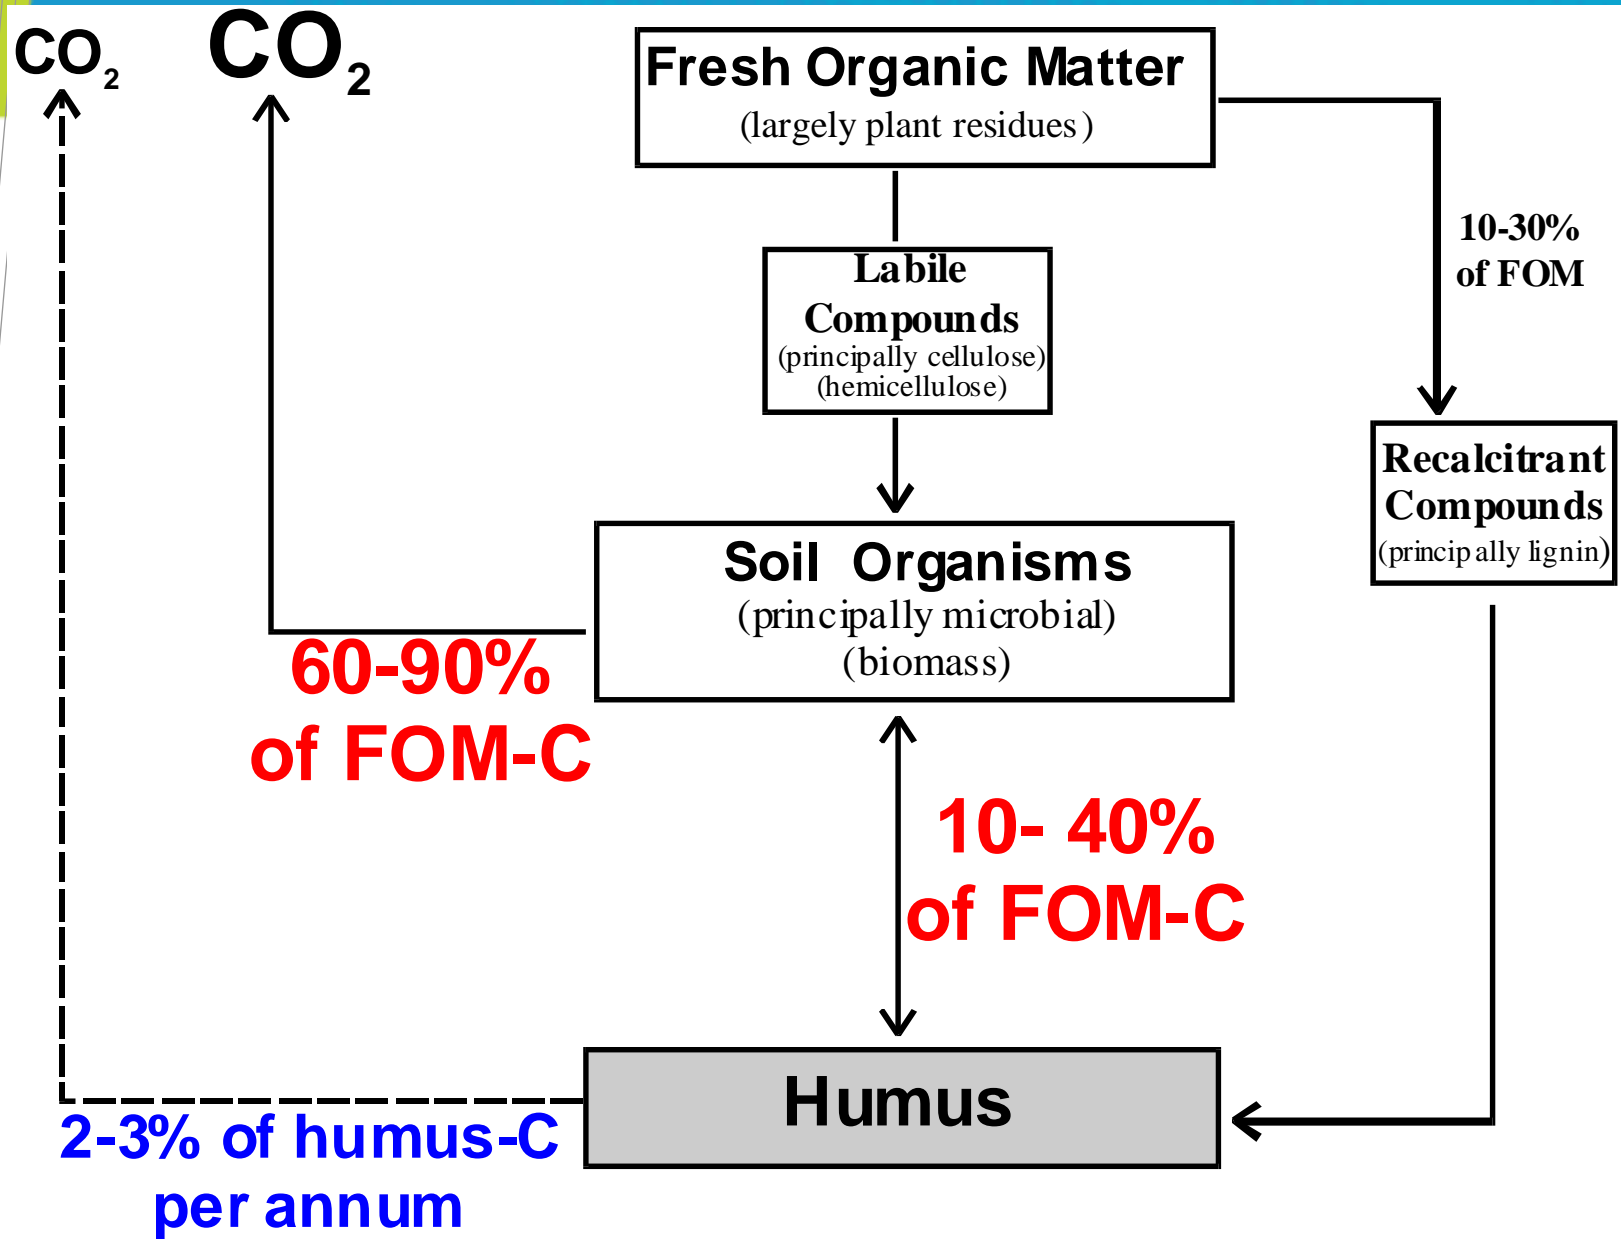 CO2
CO2
Fresh Organic Matter
(largely plant residues)
10-30%
of FOM
Labile
Compounds
(principally cellulose)
(hemicellulose)
Recalcitrant
Compounds
(principally lignin)
Soil Organisms
(principally microbial)
(biomass)
60-90%
of FOM-C
10- 40%
of FOM-C
Humus
2-3% of humus-C
per annum